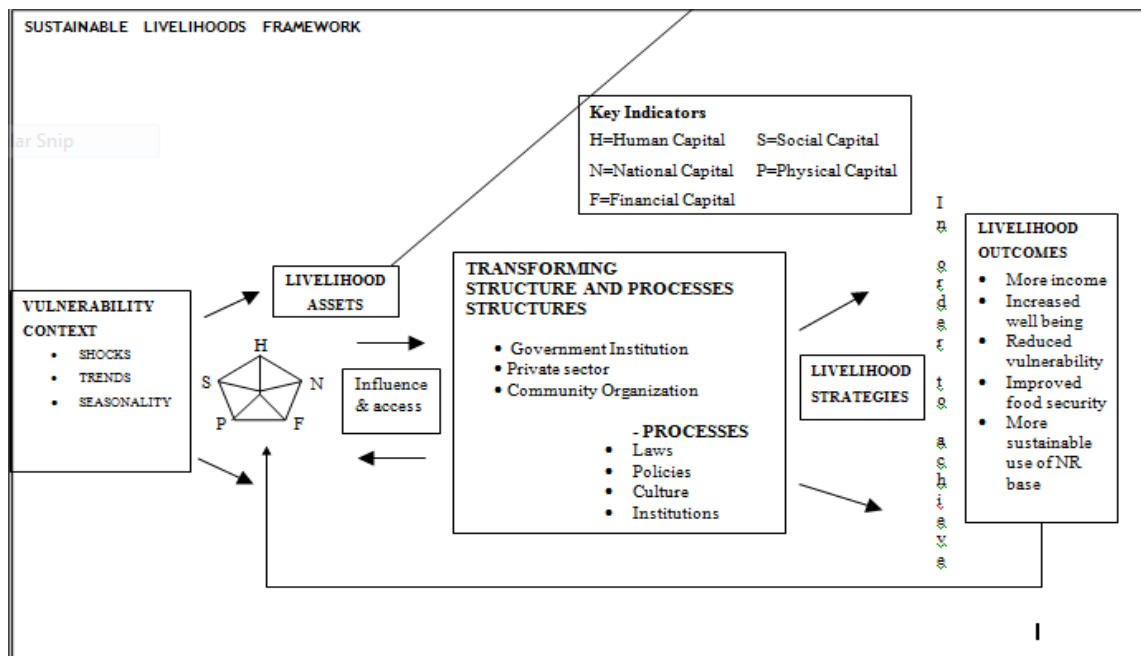 SUSTAINABLE LIVELIHOODS FRAMEWORK
lar Snip
Key Indicators
H=Human Capital S=Social Capital
N=National Capital P=Physical Capital
F=Financial Capital
VULNERABILITY
CONTEXT
• SHOCKS
• TRENDS
• SEASONALITY
LIVELIHOOD
ASSETS
H
S N
P F
Influence
& access
TRANSFORMING
STRUCTURE AND PROCESSES
STRUCTURES
• Government Institution
• Private sector
• Community Organization
- PROCESSES
• Laws
• Policies
• Culture
• Institutions
LIVELIHOOD
STRATEGIES
In order to achieve
LIVELIHOOD
OUTCOMES
• More income
• Increased
well being
• Reduced
vulnerability
• Improved
food security
• More
sustainable
use of NR
base